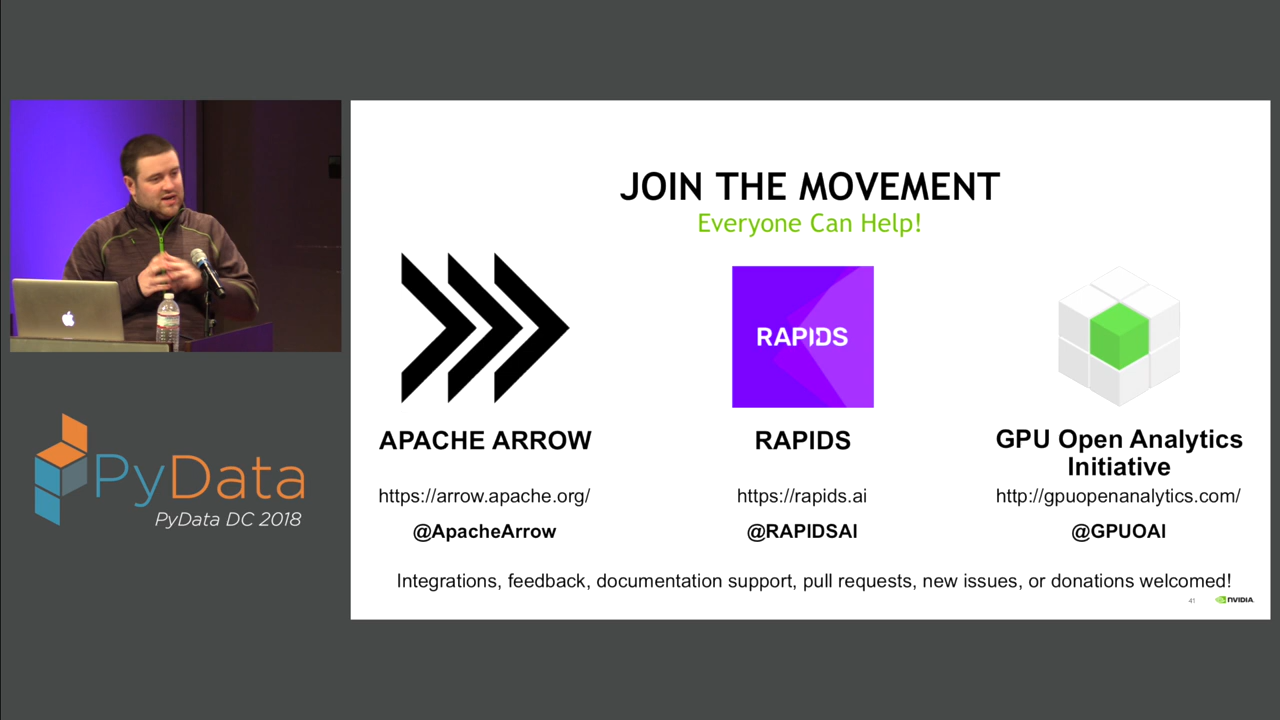 JOIN THE MOVEMENT
Everyone Can Help!
RAPIDS
APACHE ARROW
RAPIDS
GPU Open Analytics
Initiative
https://arrow.apache.org/
https://rapids.ai
http://gpuopenanalytics.com/
@ApacheArrow
@RAPIDSAI
@GPUOAI
Integrations, feedback, documentation support, pull requests, new issues, or donations welcomed!
41
NVIDIA
PyData
PyData DC 2018